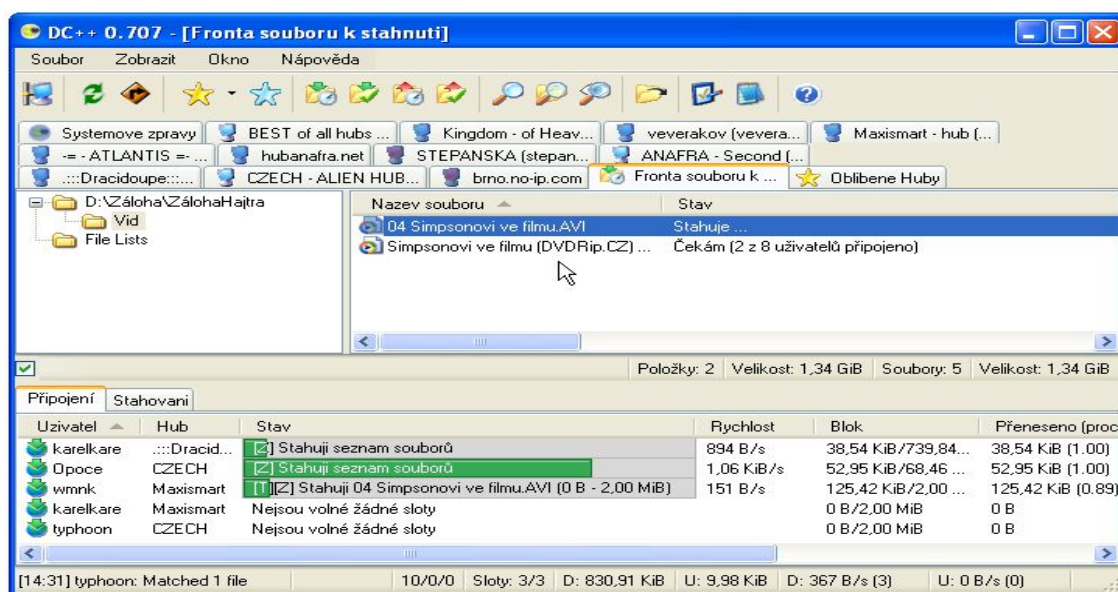 DC++ 0.707 - [Fronta souboru k stahnuti]
Soubor Zobrazit Okno Nápověda
Systemove zpravy BEST of all hubs ... Kingdom - of Heav... veverakov (vevera... Maxismart - hub (...
-= - ATLANTIS =- ... hubanafra.net STEPANSKA (stepan... ANAFRA - Second (...
.:::Dracidoupe:::... CZECH - ALIEN HUB... brno.no-ip.com Fronta souboru k ... Oblibene Huby
D:\Záloha\ZálohaHajtra
Vid
File Lists
Nazev souboru Stav
04 Simpsonovi ve filmu.AVI Stahuje ...
Simpsonovi ve filmu (DVDRip.CZ) ... Čekám (2 z 8 uživatelů připojeno)
Položky: 2 Velikost: 1,34 GiB Soubory: 5 Velikost: 1,34 GiB
Připojení Stahovani
Uzivatel Hub Stav Rychlost Blok Přeneseno (proc
karelkare .:::Dracid... [Z] Stahuji seznam souborů 894 B/s 38,54 KiB/739,84... 38,54 KiB (1.00)
Opoce CZECH [Z] Stahuji seznam souborů 1,06 KiB/s 52,95 KiB/68,46 ... 52,95 KiB (1.00)
wmnk Maxismart [T][Z] Stahuji 04 Simpsonovi ve filmu.AVI (0 B - 2,00 MiB) 151 B/s 125,42 KiB/2,00 ... 125,42 KiB (0.89)
karelkare Maxismart Nejsou volné žádné sloty 0 B/2,00 MiB 0 B
typhoon CZECH Nejsou volné žádné sloty 0 B/2,00 MiB 0 B
[14:31] typhoon: Matched 1 file 10/0/0 Sloty: 3/3 D: 830,91 KiB U: 9,98 KiB D: 367 B/s (3) U: 0 B/s (0)